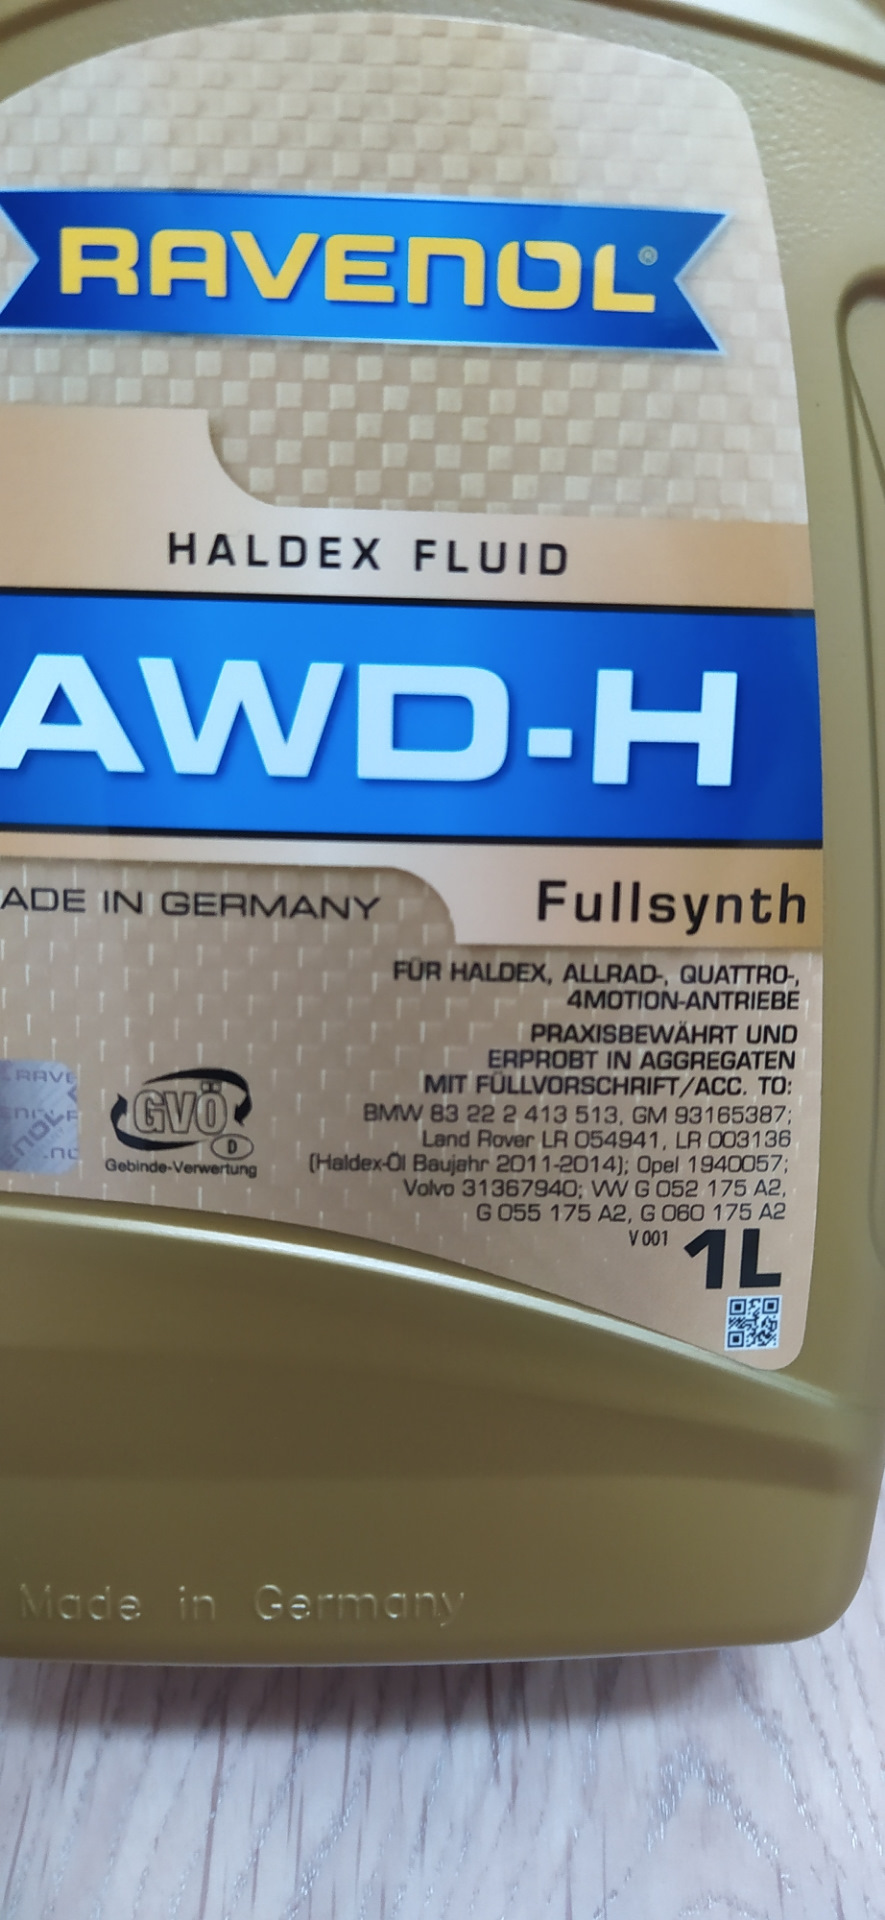 RAVENOL®
HALDEX FLUID
AWD-H
ADE IN GERMANY
Fullsynth
FÜR HALDEX, ALLRAD-, QUATTRO-,
4MOTION-ANTRIEBE
PRAXISBEWÄHRT UND
ERPROBT IN AGGREGATEN
MIT FÜLLVORSCHRIFT/ACC. TO:
BMW 83 22 2 413 513, GM 93165387;
Land Rover LR 054941, LR 003136
(Haldex-Öl Baujahr 2011-2014); Opel 1940057;
Volvo 31367940; VW G 052 175 A2,
G 055 175 A2, G 060 175 A2
V 001
1L
RAVE
GVÖ
D
Gebinde-Verwertung
Made in Germany